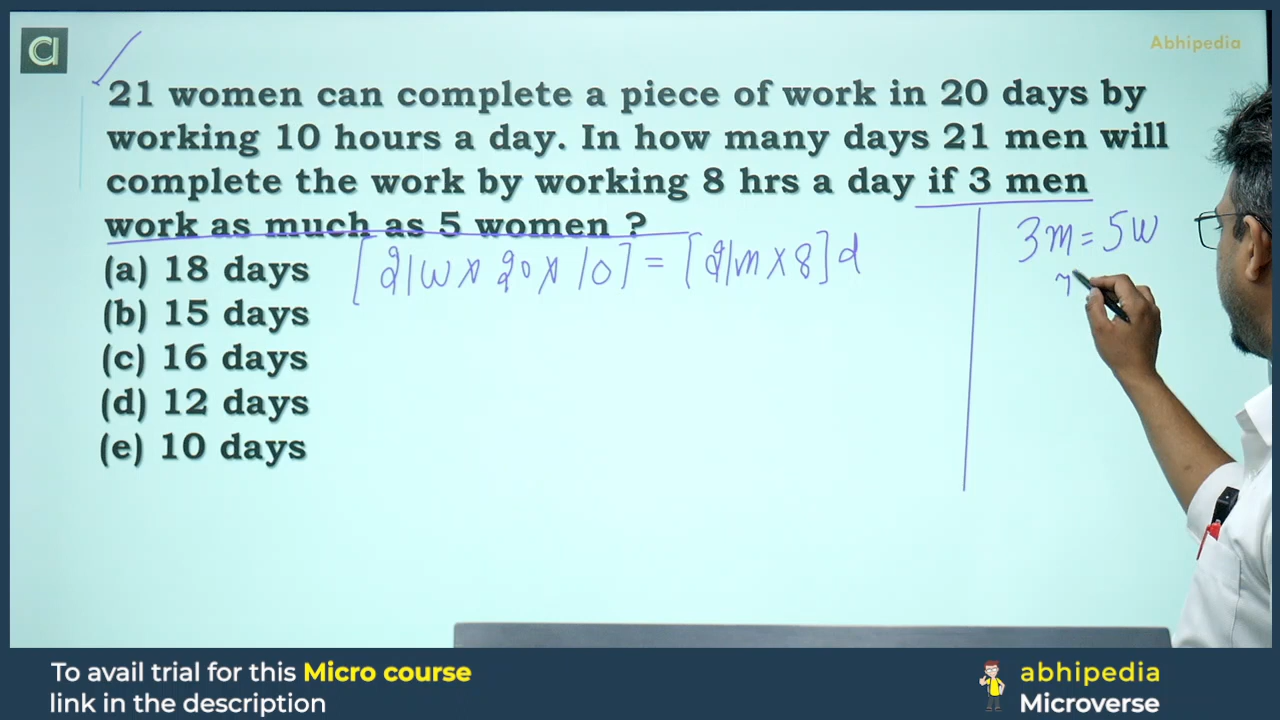 Abhipedia
21 women can complete a piece of work in 20 days by
working 10 hours a day. In how many days 21 men will
complete the work by working 8 hrs a day if 3 men
work as much as 5 women ?
3m = 5w
(a) 18 days
[21w x 20 x 10] = [21m x 8] d
(b) 15 days
(c) 16 days
(d) 12 days
(e) 10 days
To avail trial for this Micro course
link in the description
abhipedia
Microverse